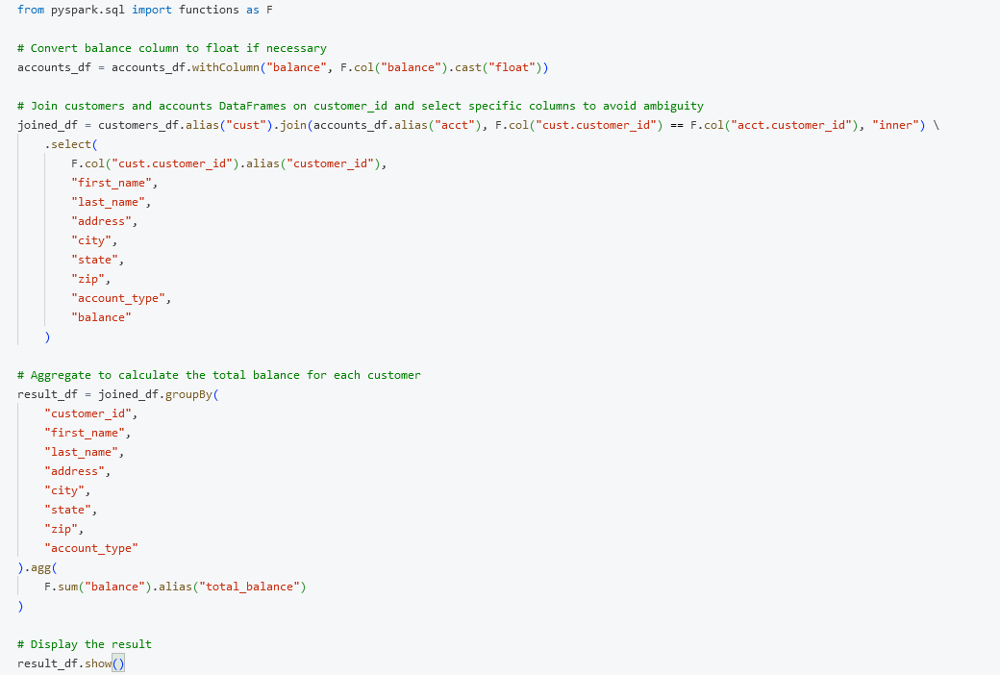 from pyspark.sql import functions as F
# Convert balance column to float if necessary
accounts_df = accounts_df.withColumn("balance", F.col("balance").cast("float"))
# Join customers and accounts DataFrames on customer_id and select specific columns to avoid ambiguity
joined_df = customers_df.alias("cust").join(accounts_df.alias("acct"), F.col("cust.customer_id") == F.col("acct.customer_id"), "inner") \
    .select(
        F.col("cust.customer_id").alias("customer_id"),
        "first_name",
        "last_name",
        "address",
        "city",
        "state",
        "zip",
        "account_type",
        "balance"
    )
# Aggregate to calculate the total balance for each customer
result_df = joined_df.groupBy(
    "customer_id",
    "first_name",
    "last_name",
    "address",
    "city",
    "state",
    "zip",
    "account_type"
).agg(
    F.sum("balance").alias("total_balance")
)
# Display the result
result_df.show()